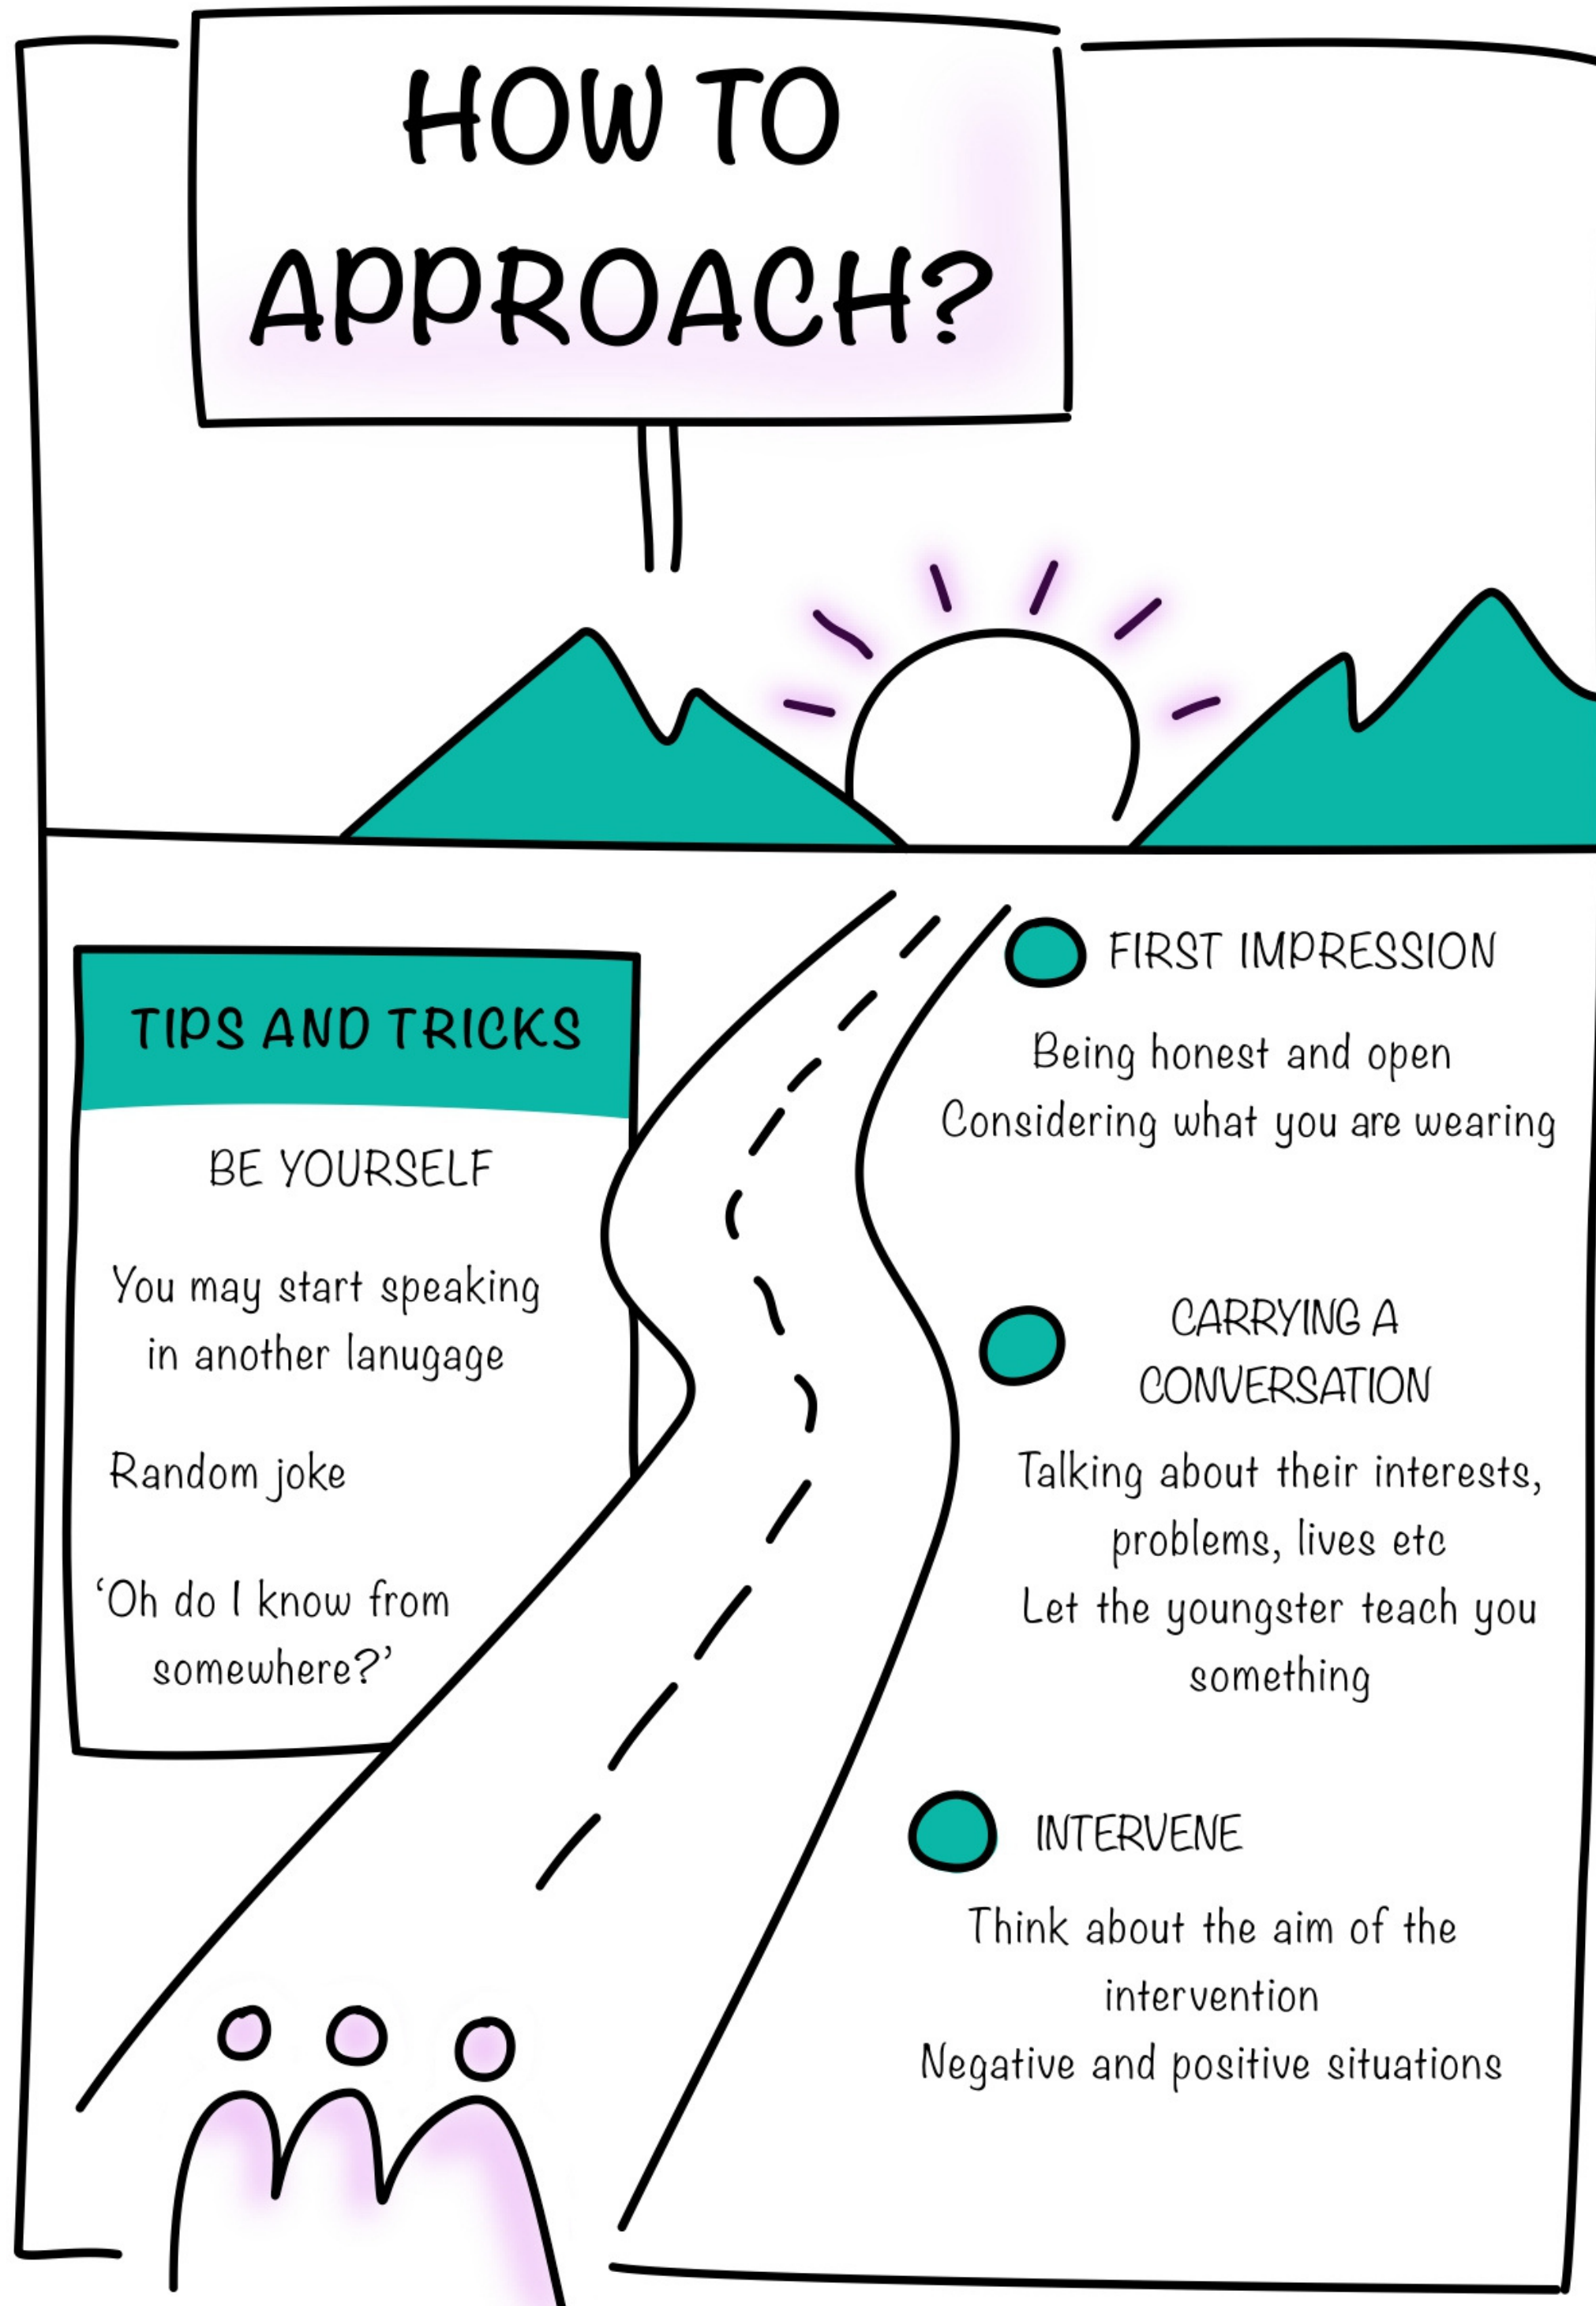 HOW TO
APPROACH?
TIPS AND TRICKS
BE YOURSELF
You may start speaking
in another lanugage
Random joke
‘Oh do I know from
somewhere?’
FIRST IMPRESSION
Being honest and open
Considering what you are wearing
CARRYING A
CONVERSATION
Talking about their interests,
problems, lives etc
Let the youngster teach you
something
INTERVENE
Think about the aim of the
intervention
Negative and positive situations